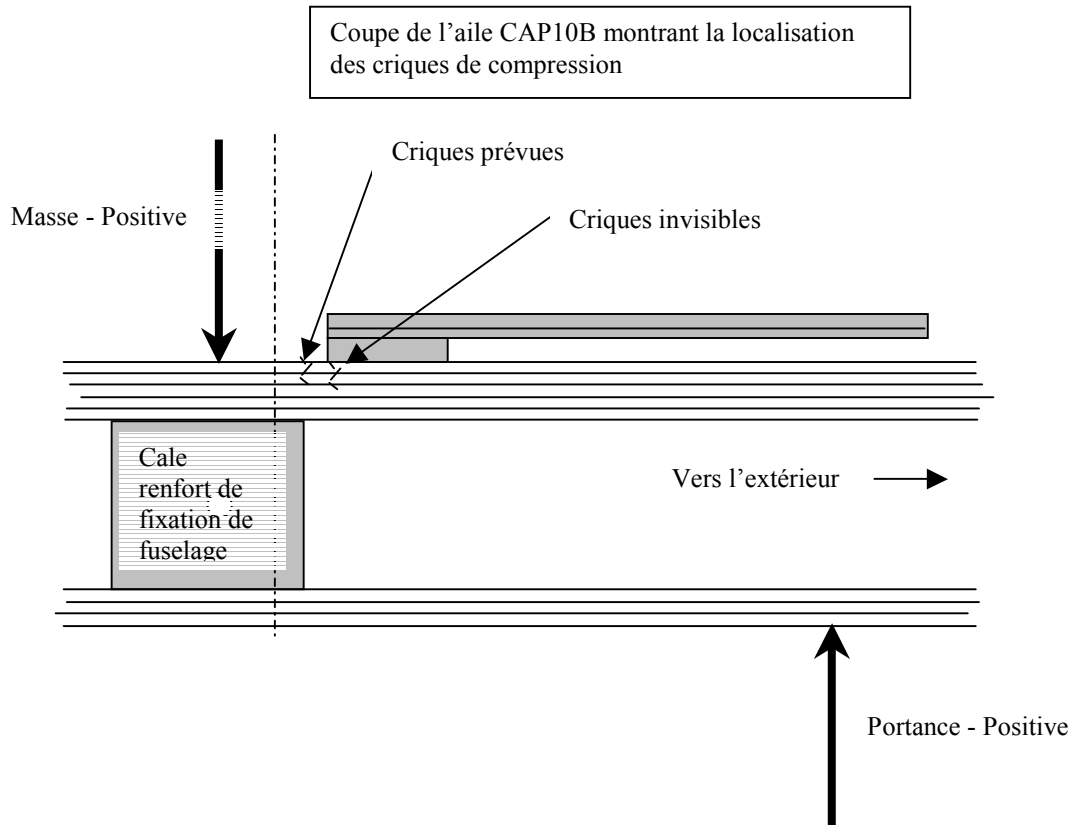 Coupe de l’aile CAP10B montrant la localisation
des criques de compression
Criques prévues
Masse - Positive
Criques invisibles
Cale
renfort de
fixation de
fuselage
Vers l’extérieur
Portance - Positive